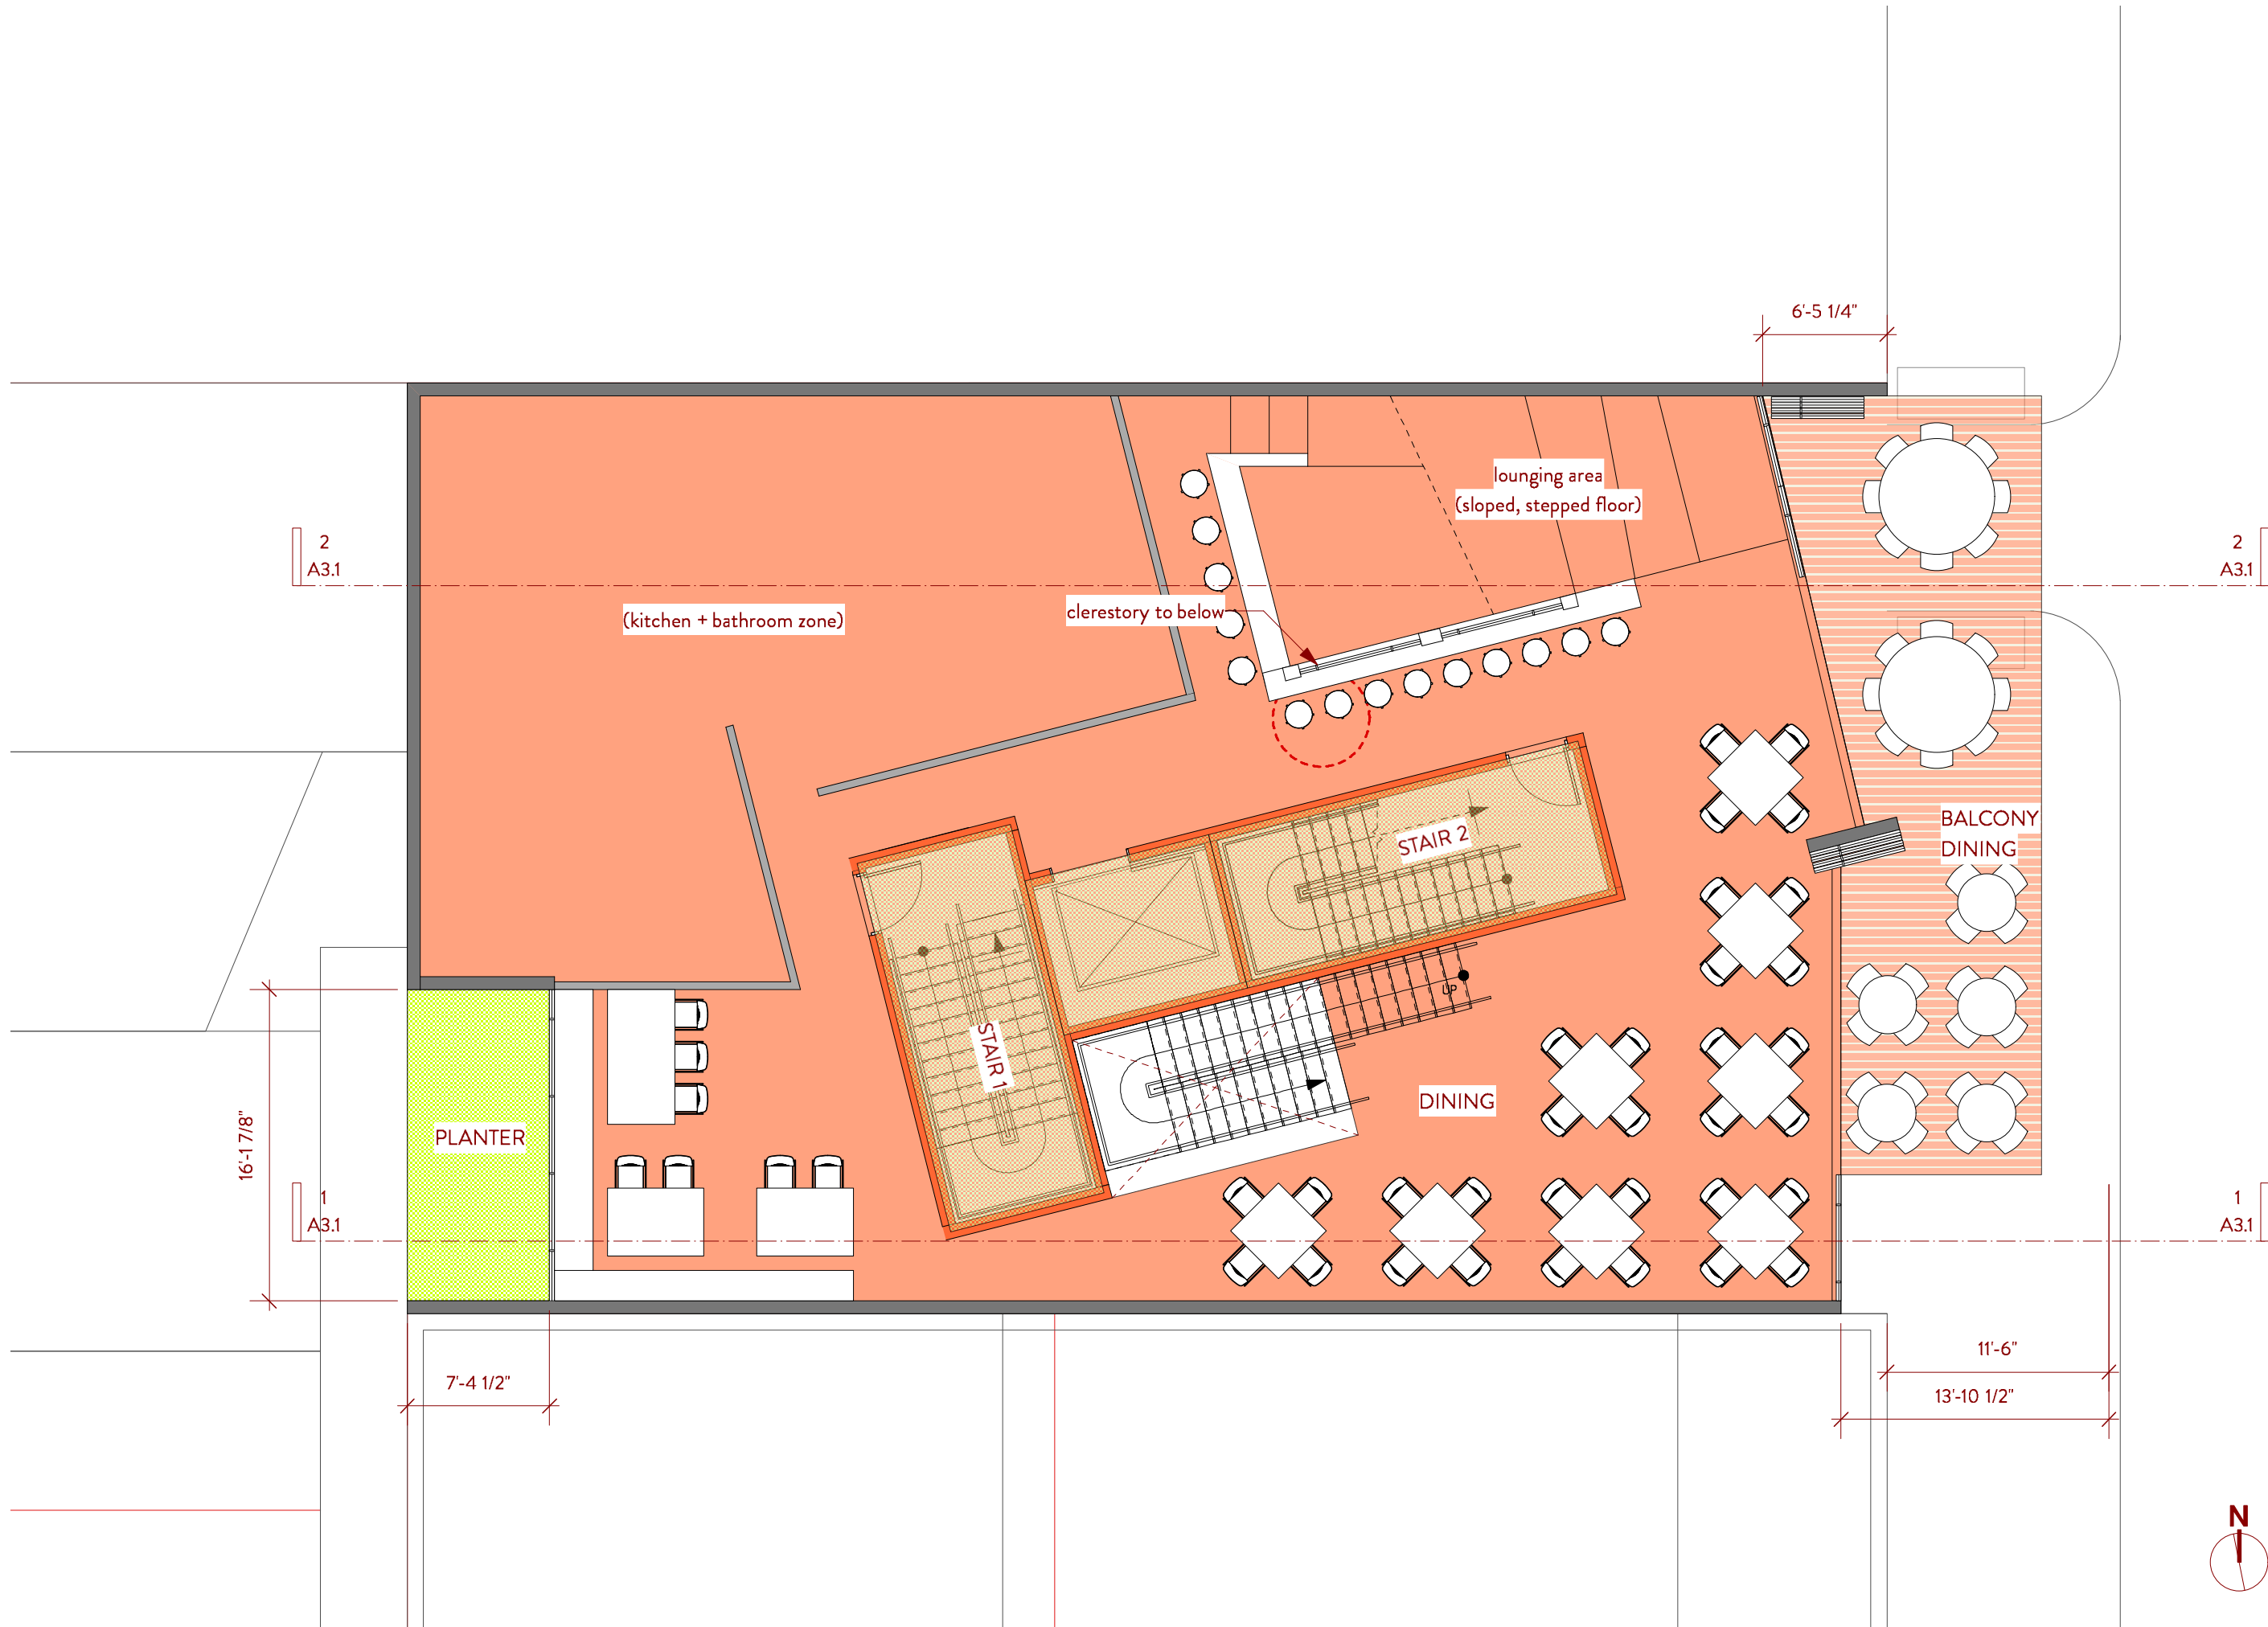 6'-5 1/4"
lounging area
(sloped, stepped floor)
2
A3.1
2
A3.1
(kitchen + bathroom zone)
clerestory to below
BALCONY
DINING
STAIR 2
UP
STAIR 1
DINING
PLANTER
16'-1 7/8"
1
A3.1
1
A3.1
11'-6"
7'-4 1/2"
13'-10 1/2"
N